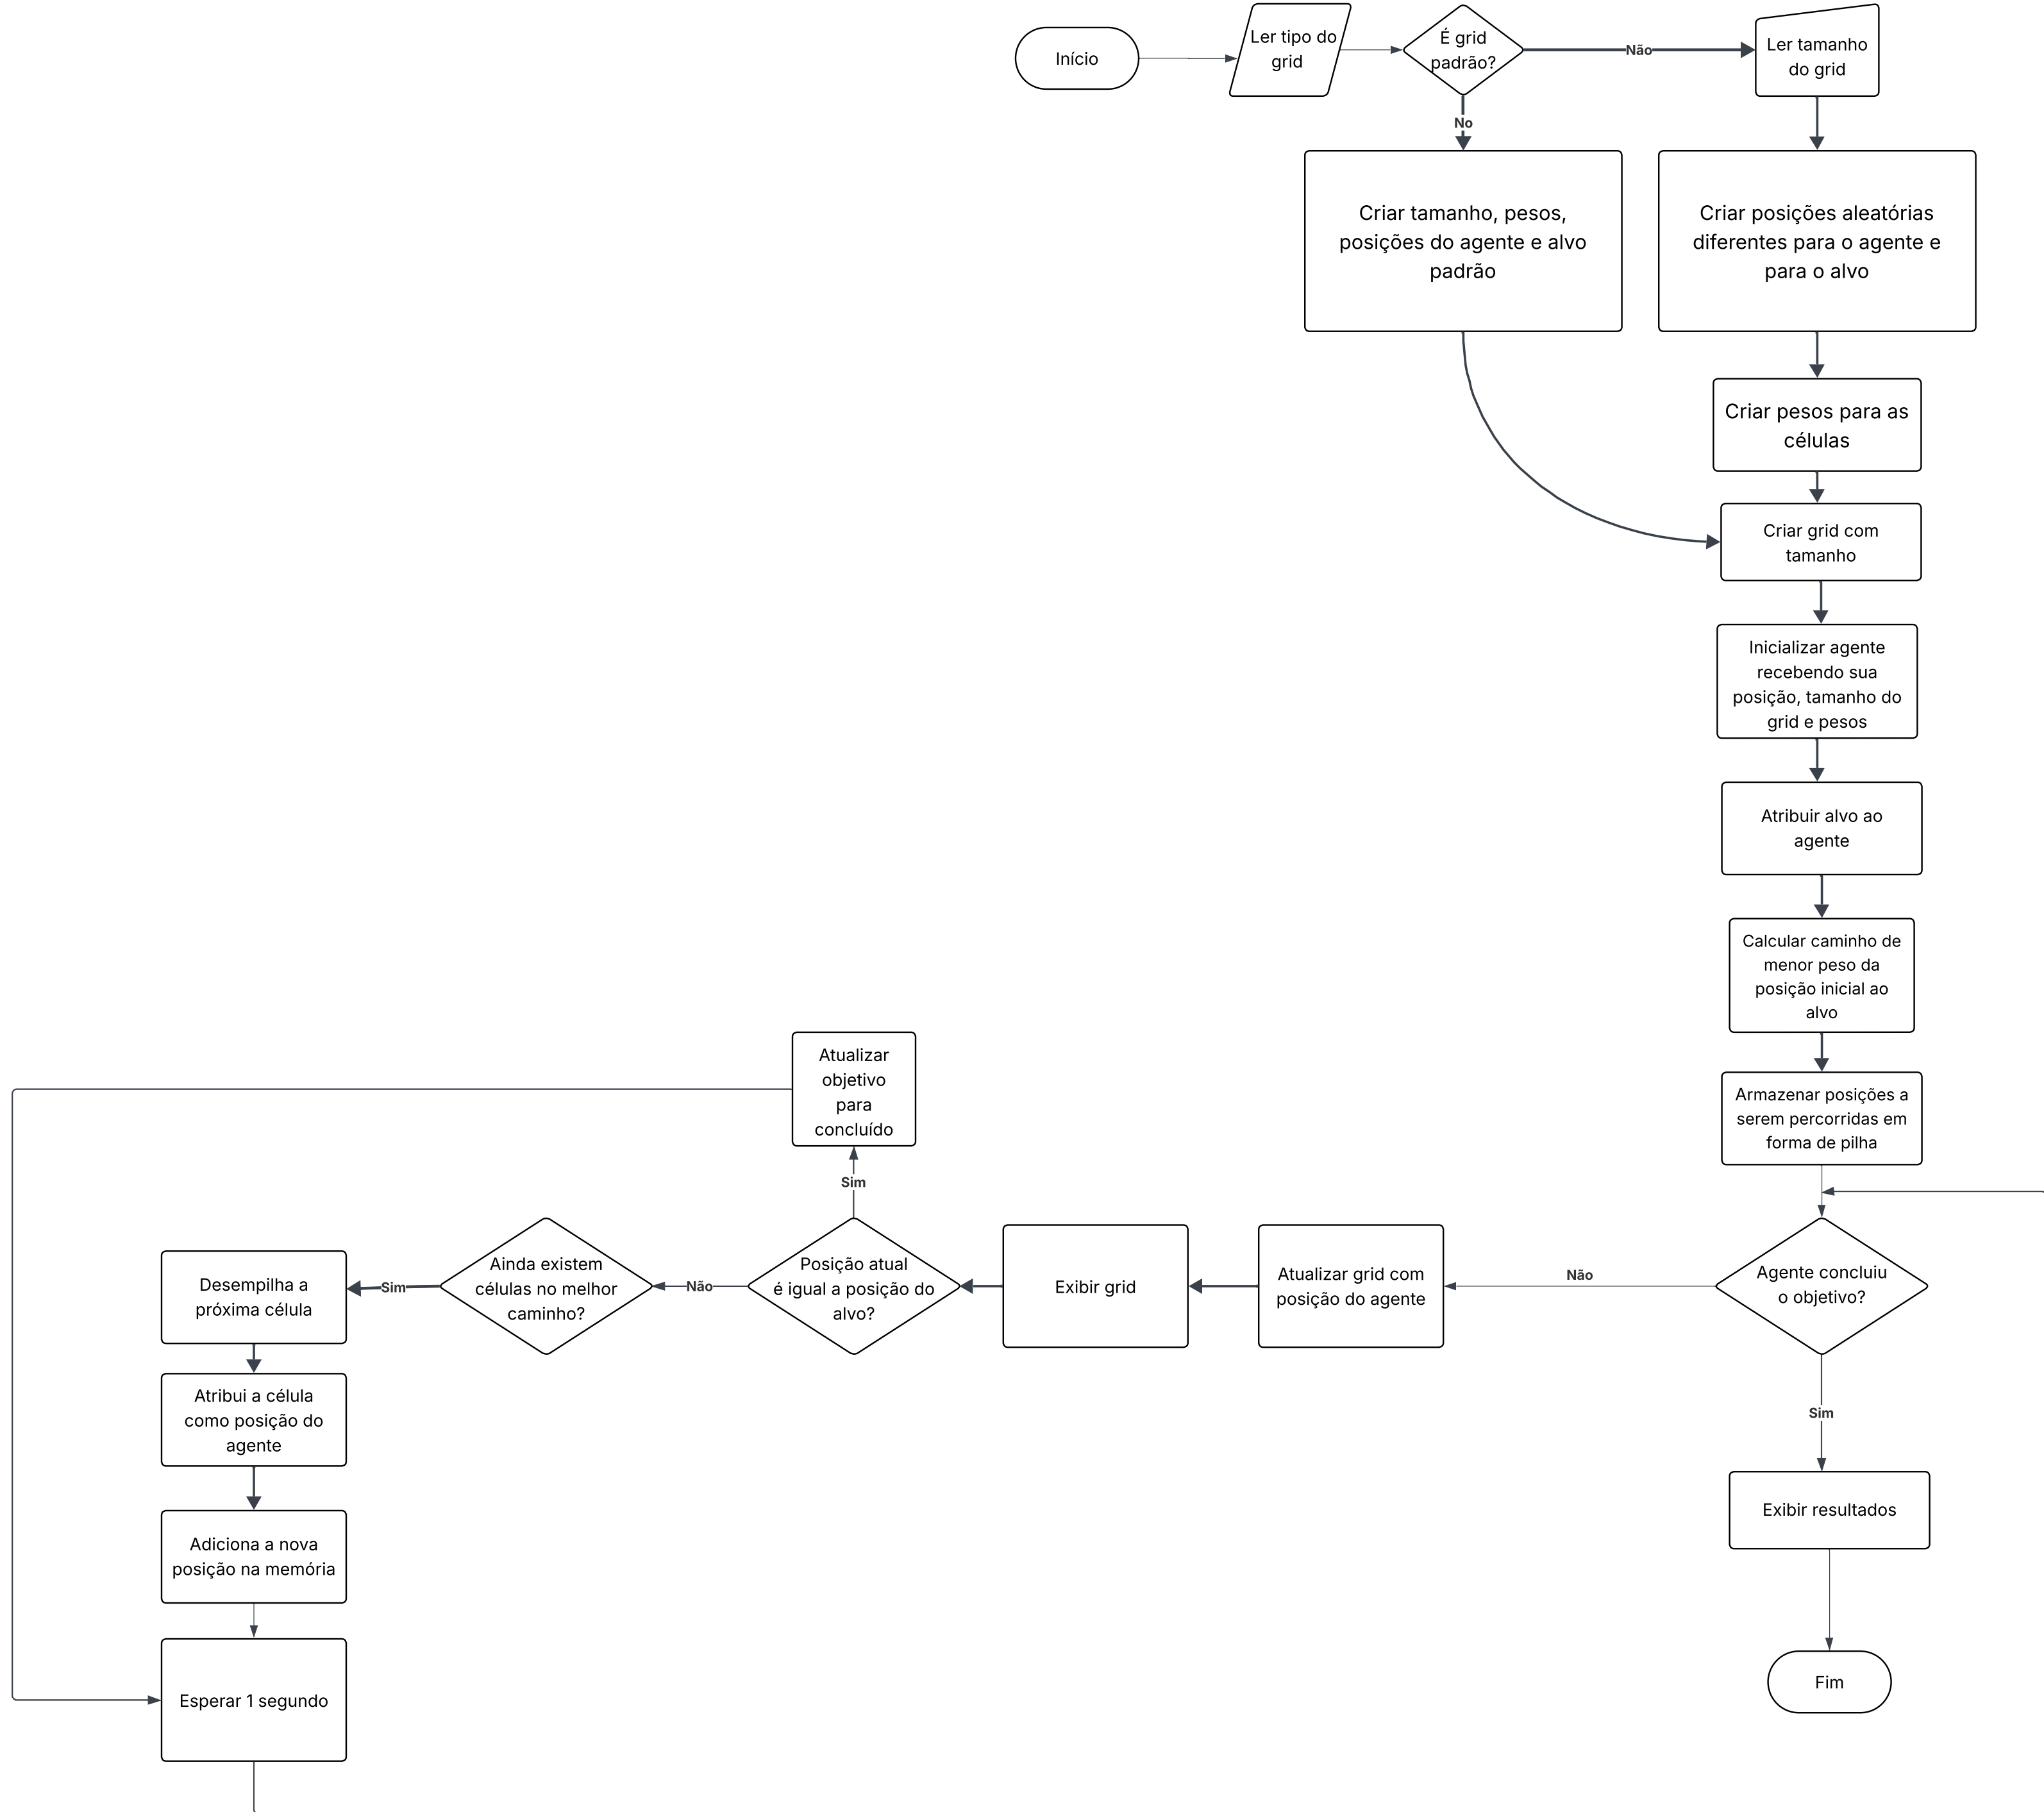 Início
Ler tipo do
grid
É grid
padrão?
Não
Ler tamanho
do grid
No
Criar tamanho, pesos,
posições do agente e alvo
padrão
Criar posições aleatórias
diferentes para o agente e
para o alvo
Criar pesos para as
células
Criar grid com
tamanho
Inicializar agente
recebendo sua
posição, tamanho do
grid e pesos
Atribuir alvo ao
agente
Calcular caminho de
menor peso da
posição inicial ao
alvo
Armazenar posições a
serem percorridas em
forma de pilha
Agente concluiu
o objetivo?
Não
Atualizar grid com
posição do agente
Exibir grid
Posição atual
é igual a posição do
alvo?
Sim
Atualizar
objetivo
para
concluído
Não
Ainda existem
células no melhor
caminho?
Sim
Desempilha a
próxima célula
Atribui a célula
como posição do
agente
Adiciona a nova
posição na memória
Esperar 1 segundo
Sim
Exibir resultados
Fim